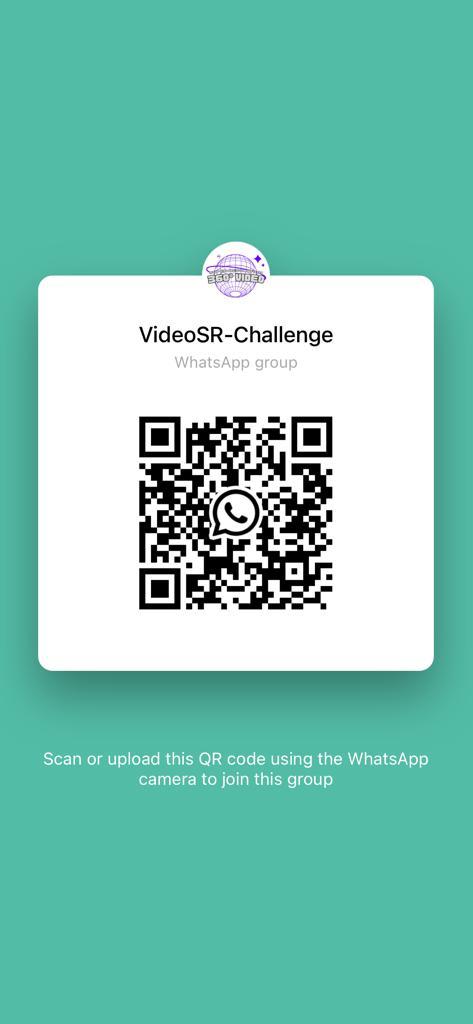 360° VIDEO
VideoSR-Challenge
WhatsApp group
Scan or upload this QR code using the WhatsApp
camera to join this group